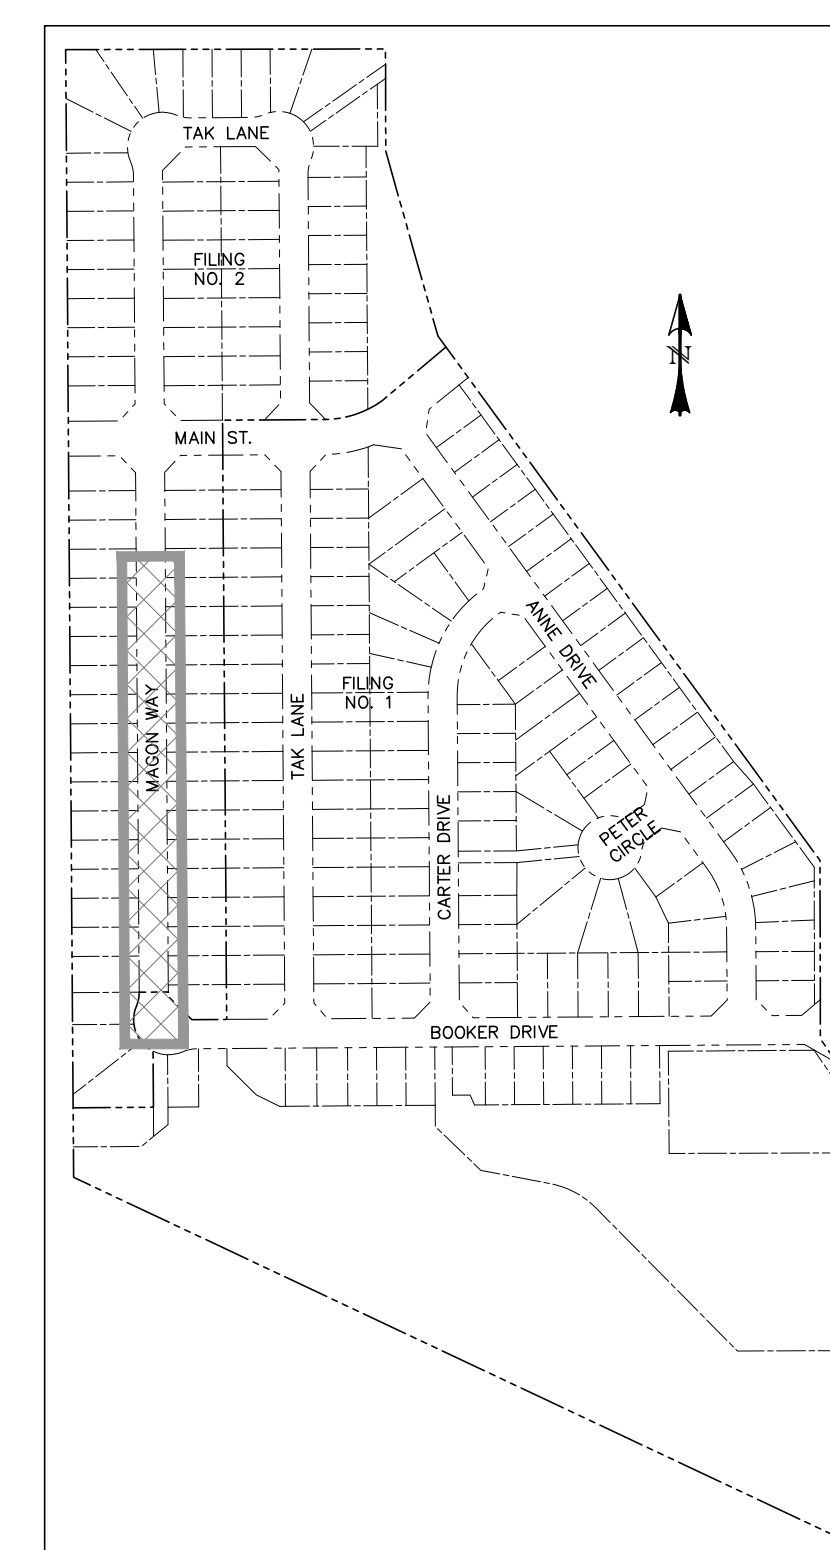 TAK LANE
FILING
NO. 2
N
MAIN ST.
ANNE DRIVE
FILING
NO. 1
MAGON WAY
TAK LANE
CARTER DRIVE
PETER
CIRCLE
BOOKER DRIVE